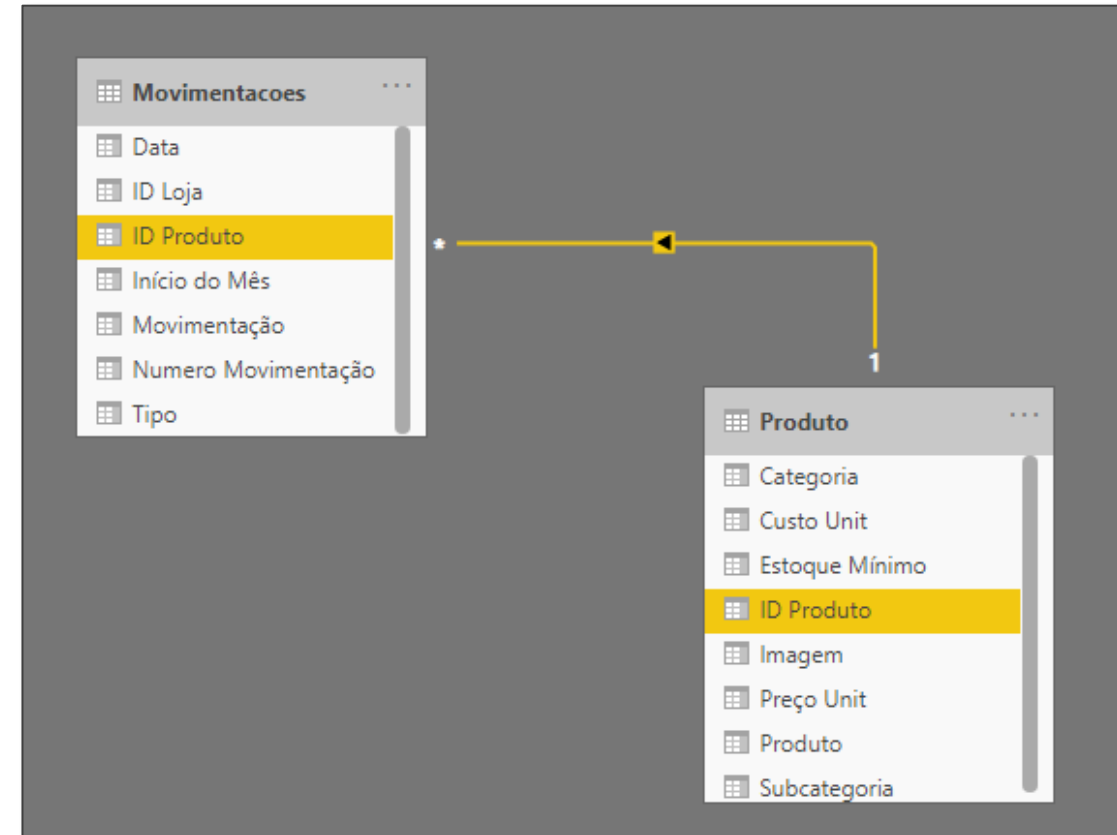 Movimentacoes
Data
ID Loja
ID Produto
Início do Mês
Movimentação
Numero Movimentação
Tipo
*
1
Produto
Categoria
Custo Unit
Estoque Mínimo
ID Produto
Imagem
Preço Unit
Produto
Subcategoria